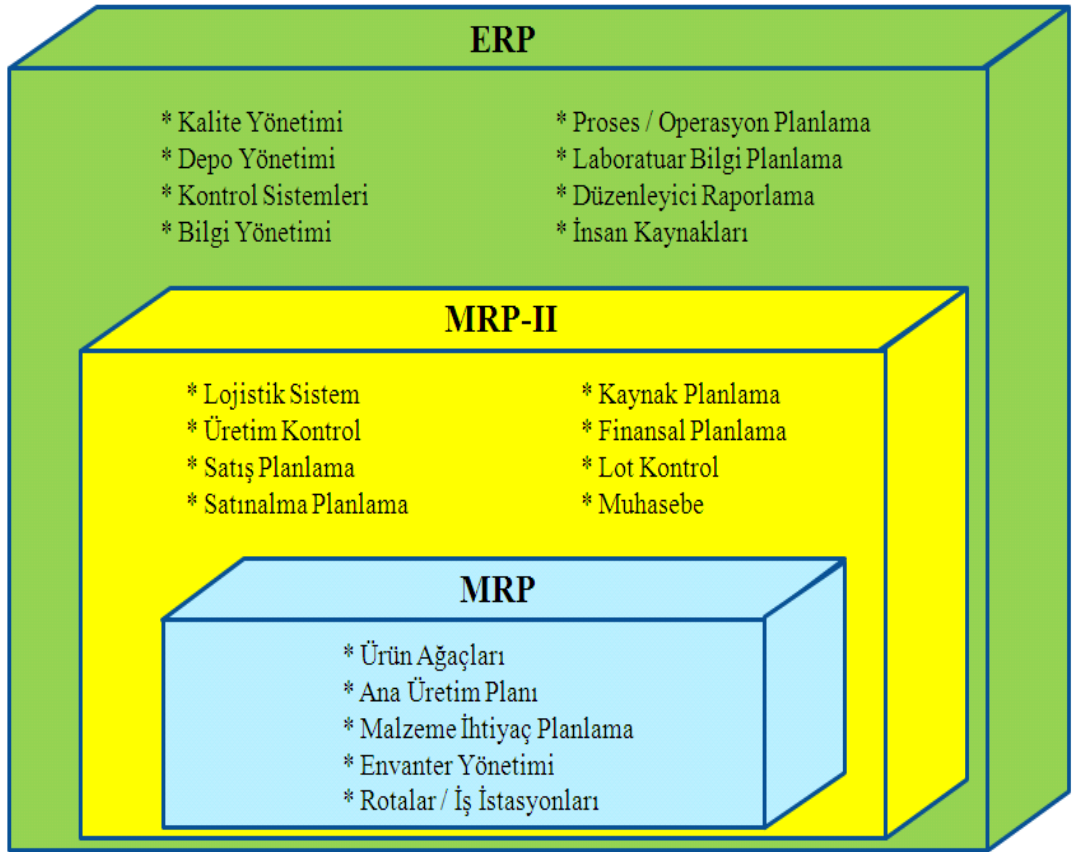 ERP
* Kalite Yönetimi
* Depo Yönetimi
* Kontrol Sistemleri
* Bilgi Yönetimi
* Proses / Operasyon Planlama
* Laboratuar Bilgi Planlama
* Düzenleyici Raporlama
* İnsan Kaynakları
MRP-II
* Lojistik Sistem
* Üretim Kontrol
* Satış Planlama
* Satınalma Planlama
* Kaynak Planlama
* Finansal Planlama
* Lot Kontrol
* Muhasebe
MRP
* Ürün Ağaçları
* Ana Üretim Planı
* Malzeme İhtiyaç Planlama
* Envanter Yönetimi
* Rotalar / İş İstasyonları